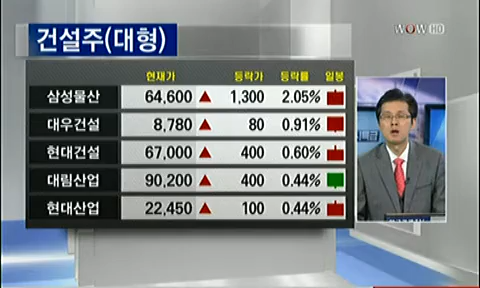 건설주(대형)
WOW HD
현재가 등락가 등락률 일봉
삼성물산 64,600 ▲ 1,300 2.05%
대우건설 8,780 ▲ 80 0.91%
현대건설 67,000 ▲ 400 0.60%
대림산업 90,200 ▲ 400 0.44%
현대산업 22,450 ▲ 100 0.44%